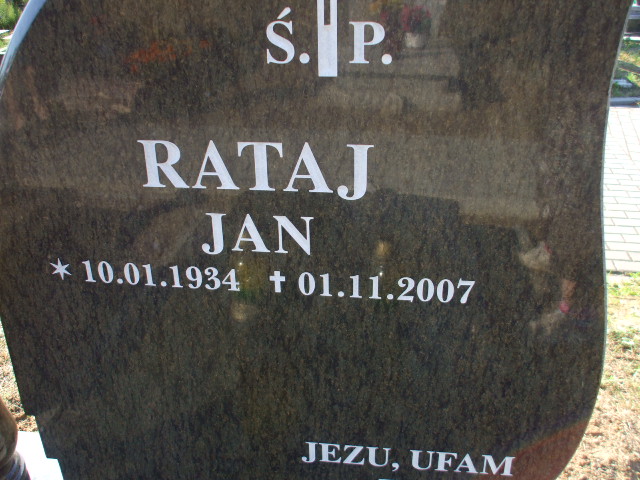 Ś. P.
RATAJ
JAN
* 10.01.1934 † 01.11.2007
JEZU, UFAM